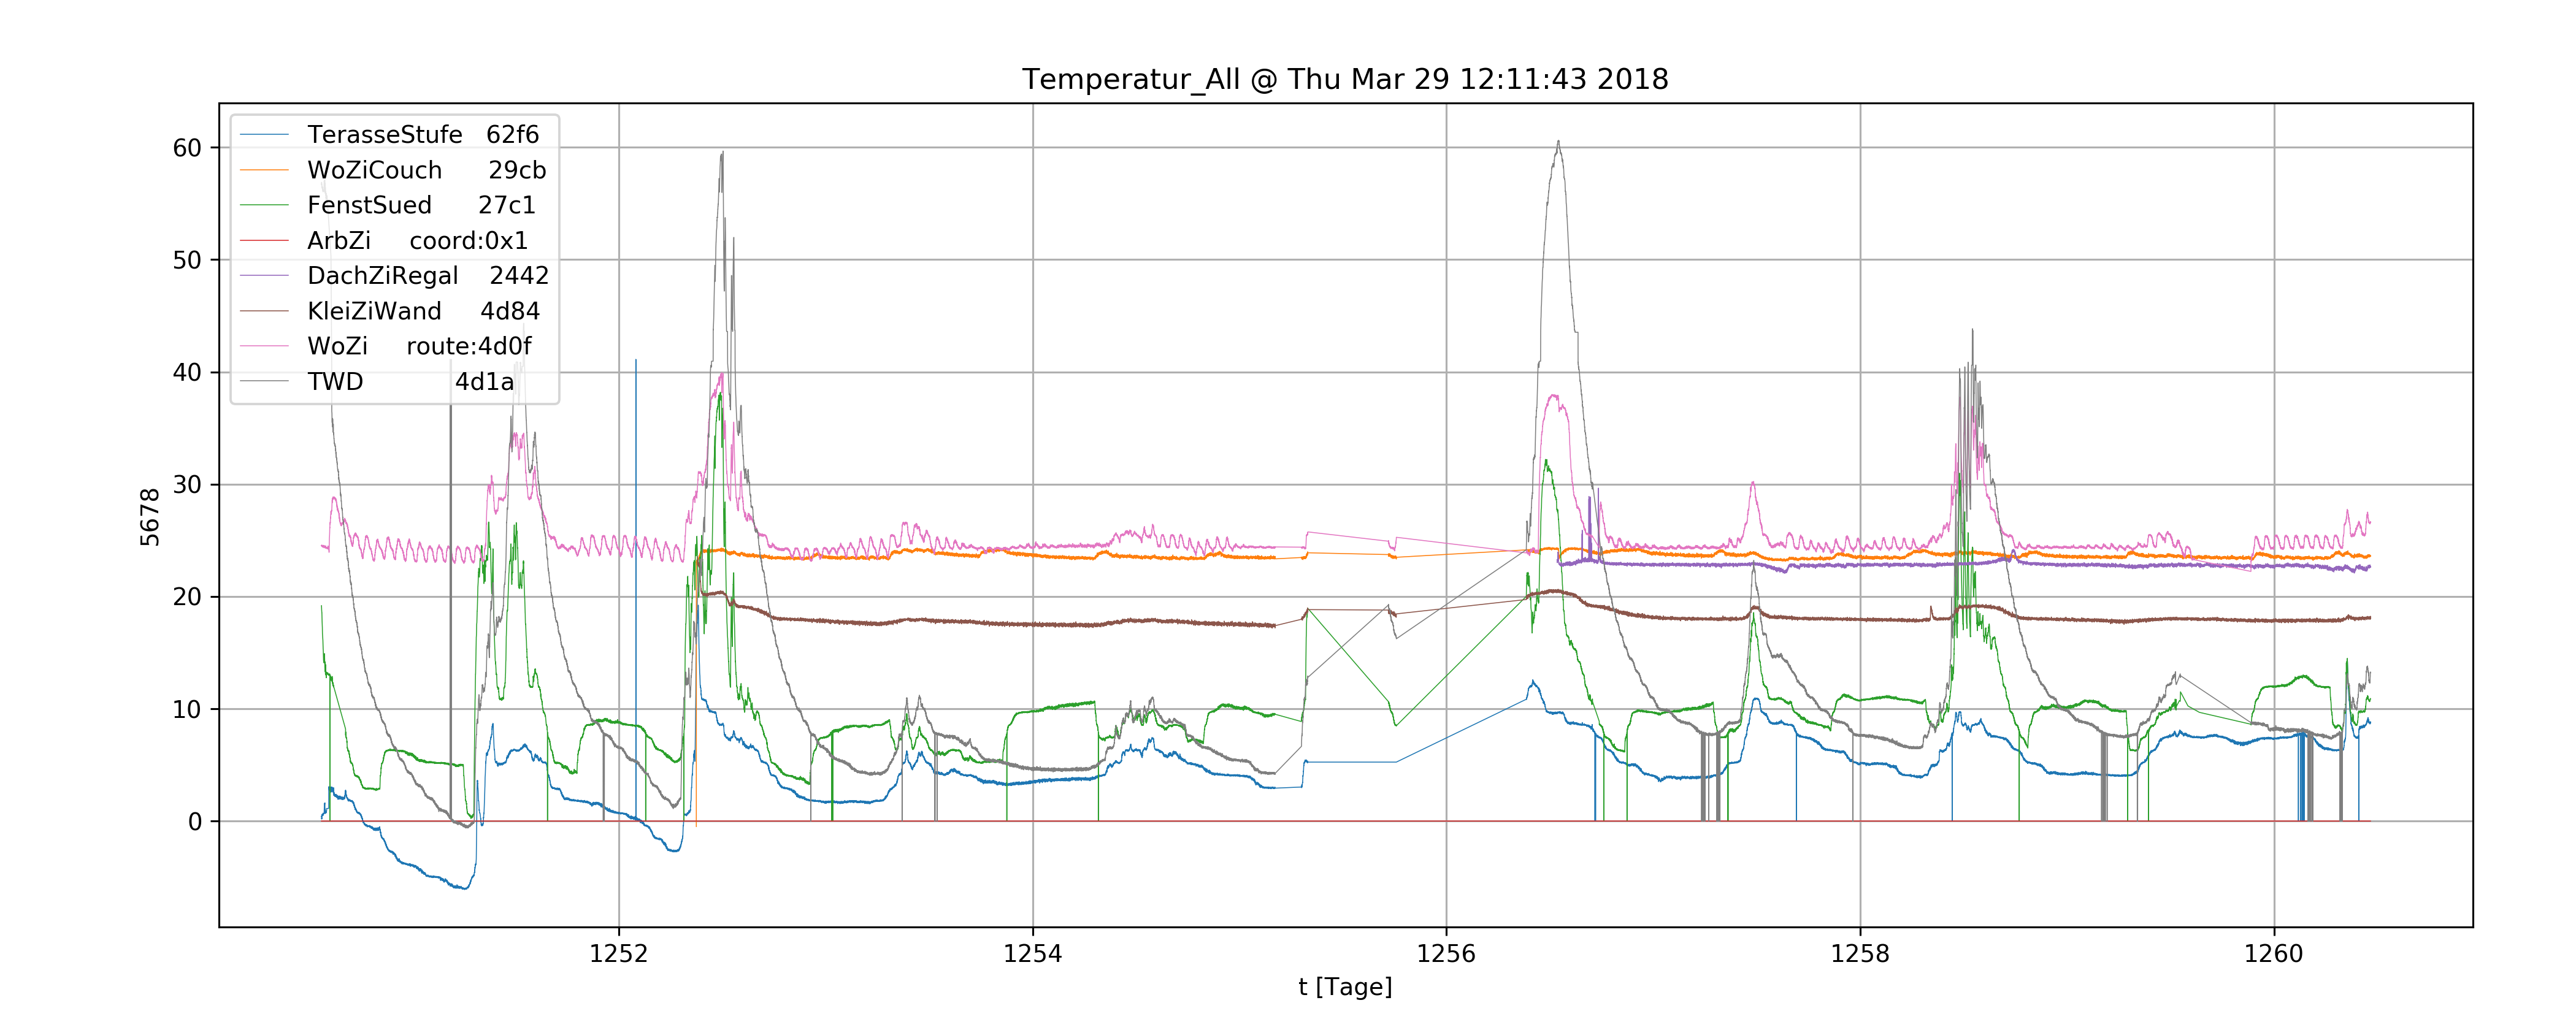 Temperatur_All @ Thu Mar 29 12:11:43 2018
TerasseStufe 62f6
WoZiCouch 29cb
FenstSued 27c1
ArbZi coord:0x1
DachZiRegal 2442
KleiZiWand 4d84
WoZi route:4d0f
TWD 4d1a
60
50
40
30
20
10
0
5678
1252 1254 1256 1258 1260
t [Tage]